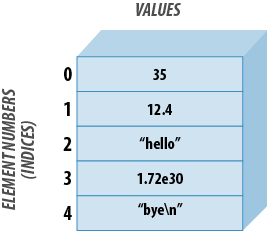 VALUES
ELEMENT NUMBERS
(INDICES)
0 35
1 12.4
2 “hello”
3 1.72e30
4 “bye\n”